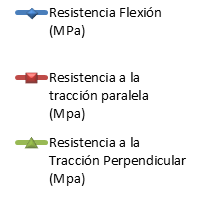 Resistencia Flexión
(MPa)
Resistencia a la
tracción paralela
(Mpa)
Resistencia a la
Tracción Perpendicular
(Mpa)